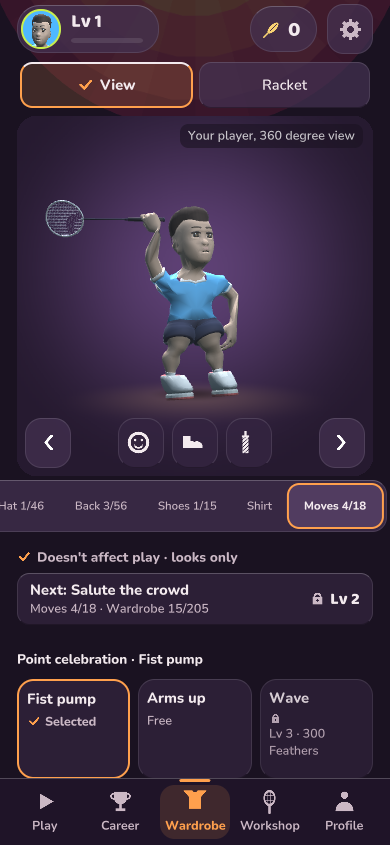 Lv 1
0
View
Racket
Your player, 360 degree view
Hat 1/46
Back 3/56
Shoes 1/15
Shirt
Moves 4/18
Doesn't affect play · looks only
Next: Salute the crowd
Moves 4/18 · Wardrobe 15/205
Lv 2
Point celebration · Fist pump
Fist pump
Selected
Arms up
Free
Wave
Lv 3 · 300
Feathers
Play
Career
Wardrobe
Workshop
Profile